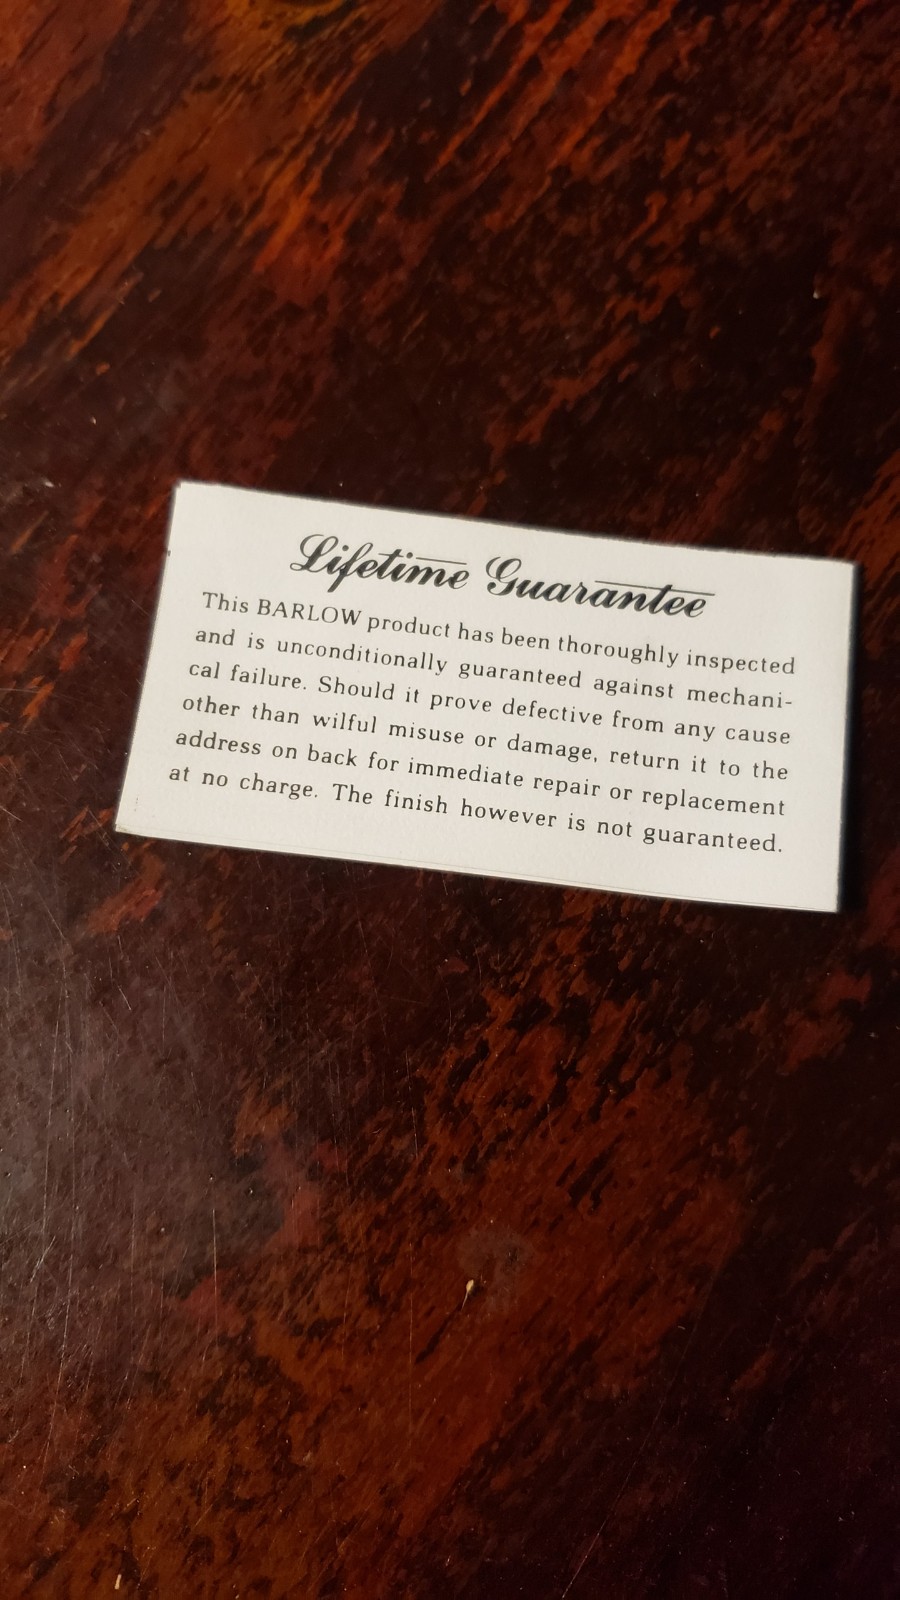 Lifetime Guarantee
This BARLOW product has been thoroughly inspected
and is unconditionally guaranteed against mechani-
cal failure. Should it prove defective from any cause
other than wilful misuse or damage, return it to the
address on back for immediate repair or replacement
at no charge. The finish however is not guaranteed.